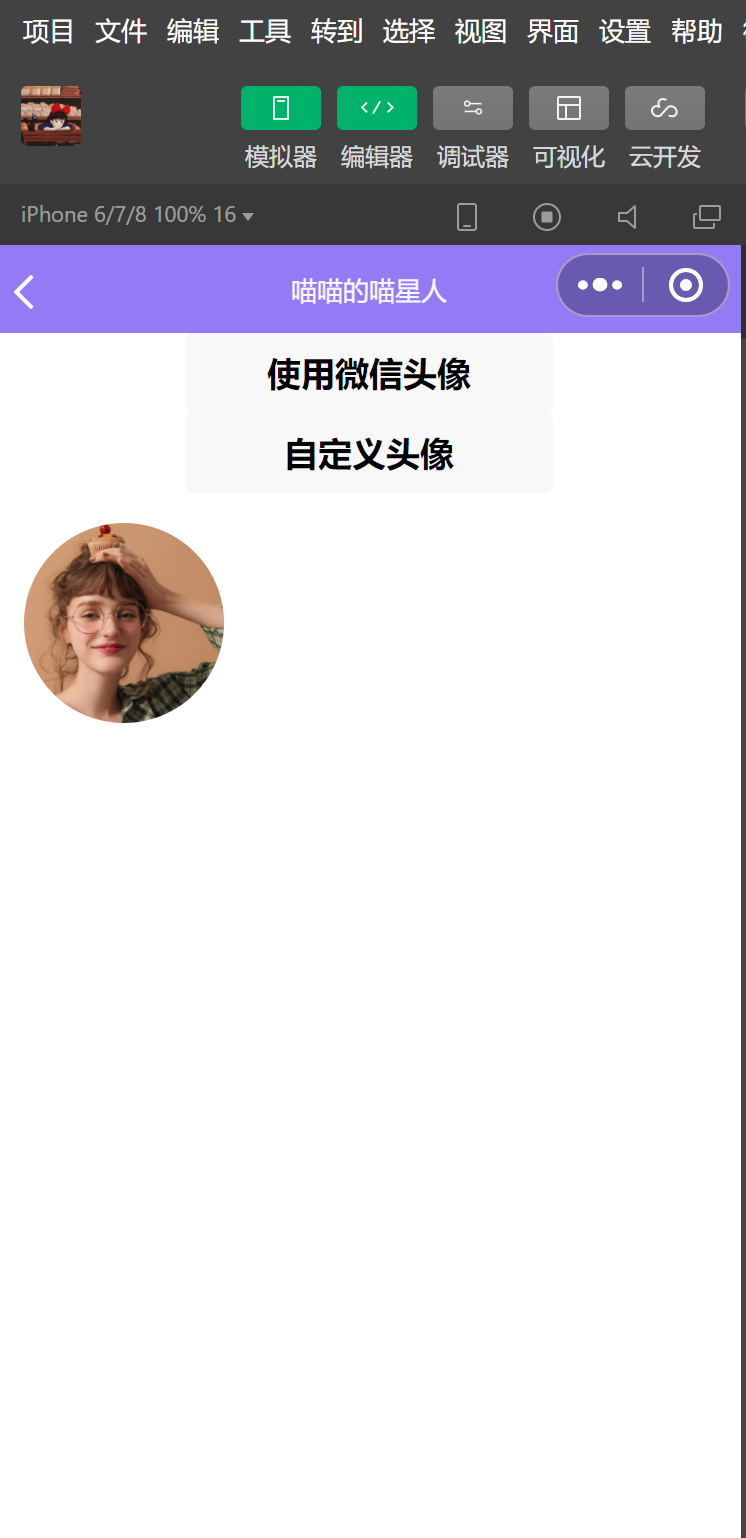 项目 文件 编辑 工具 转到 选择 视图 界面 设置 帮助
模拟器 编辑器 调试器 可视化 云开发
iPhone 6/7/8 100% 16
喵喵的喵星人
使用微信头像
自定义头像